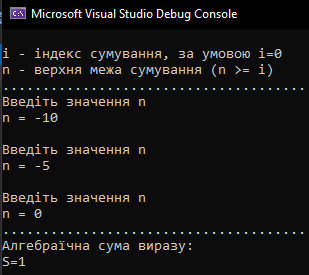 Microsoft Visual Studio Debug Console
i - індекс сумування, за умовою i=0
n - верхня межа сумування (n >= i)
......................................
Введіть значення n
n = -10
Введіть значення n
n = -5
Введіть значення n
n = 0
......................................
Алгебраїчна сума виразу:
S=1